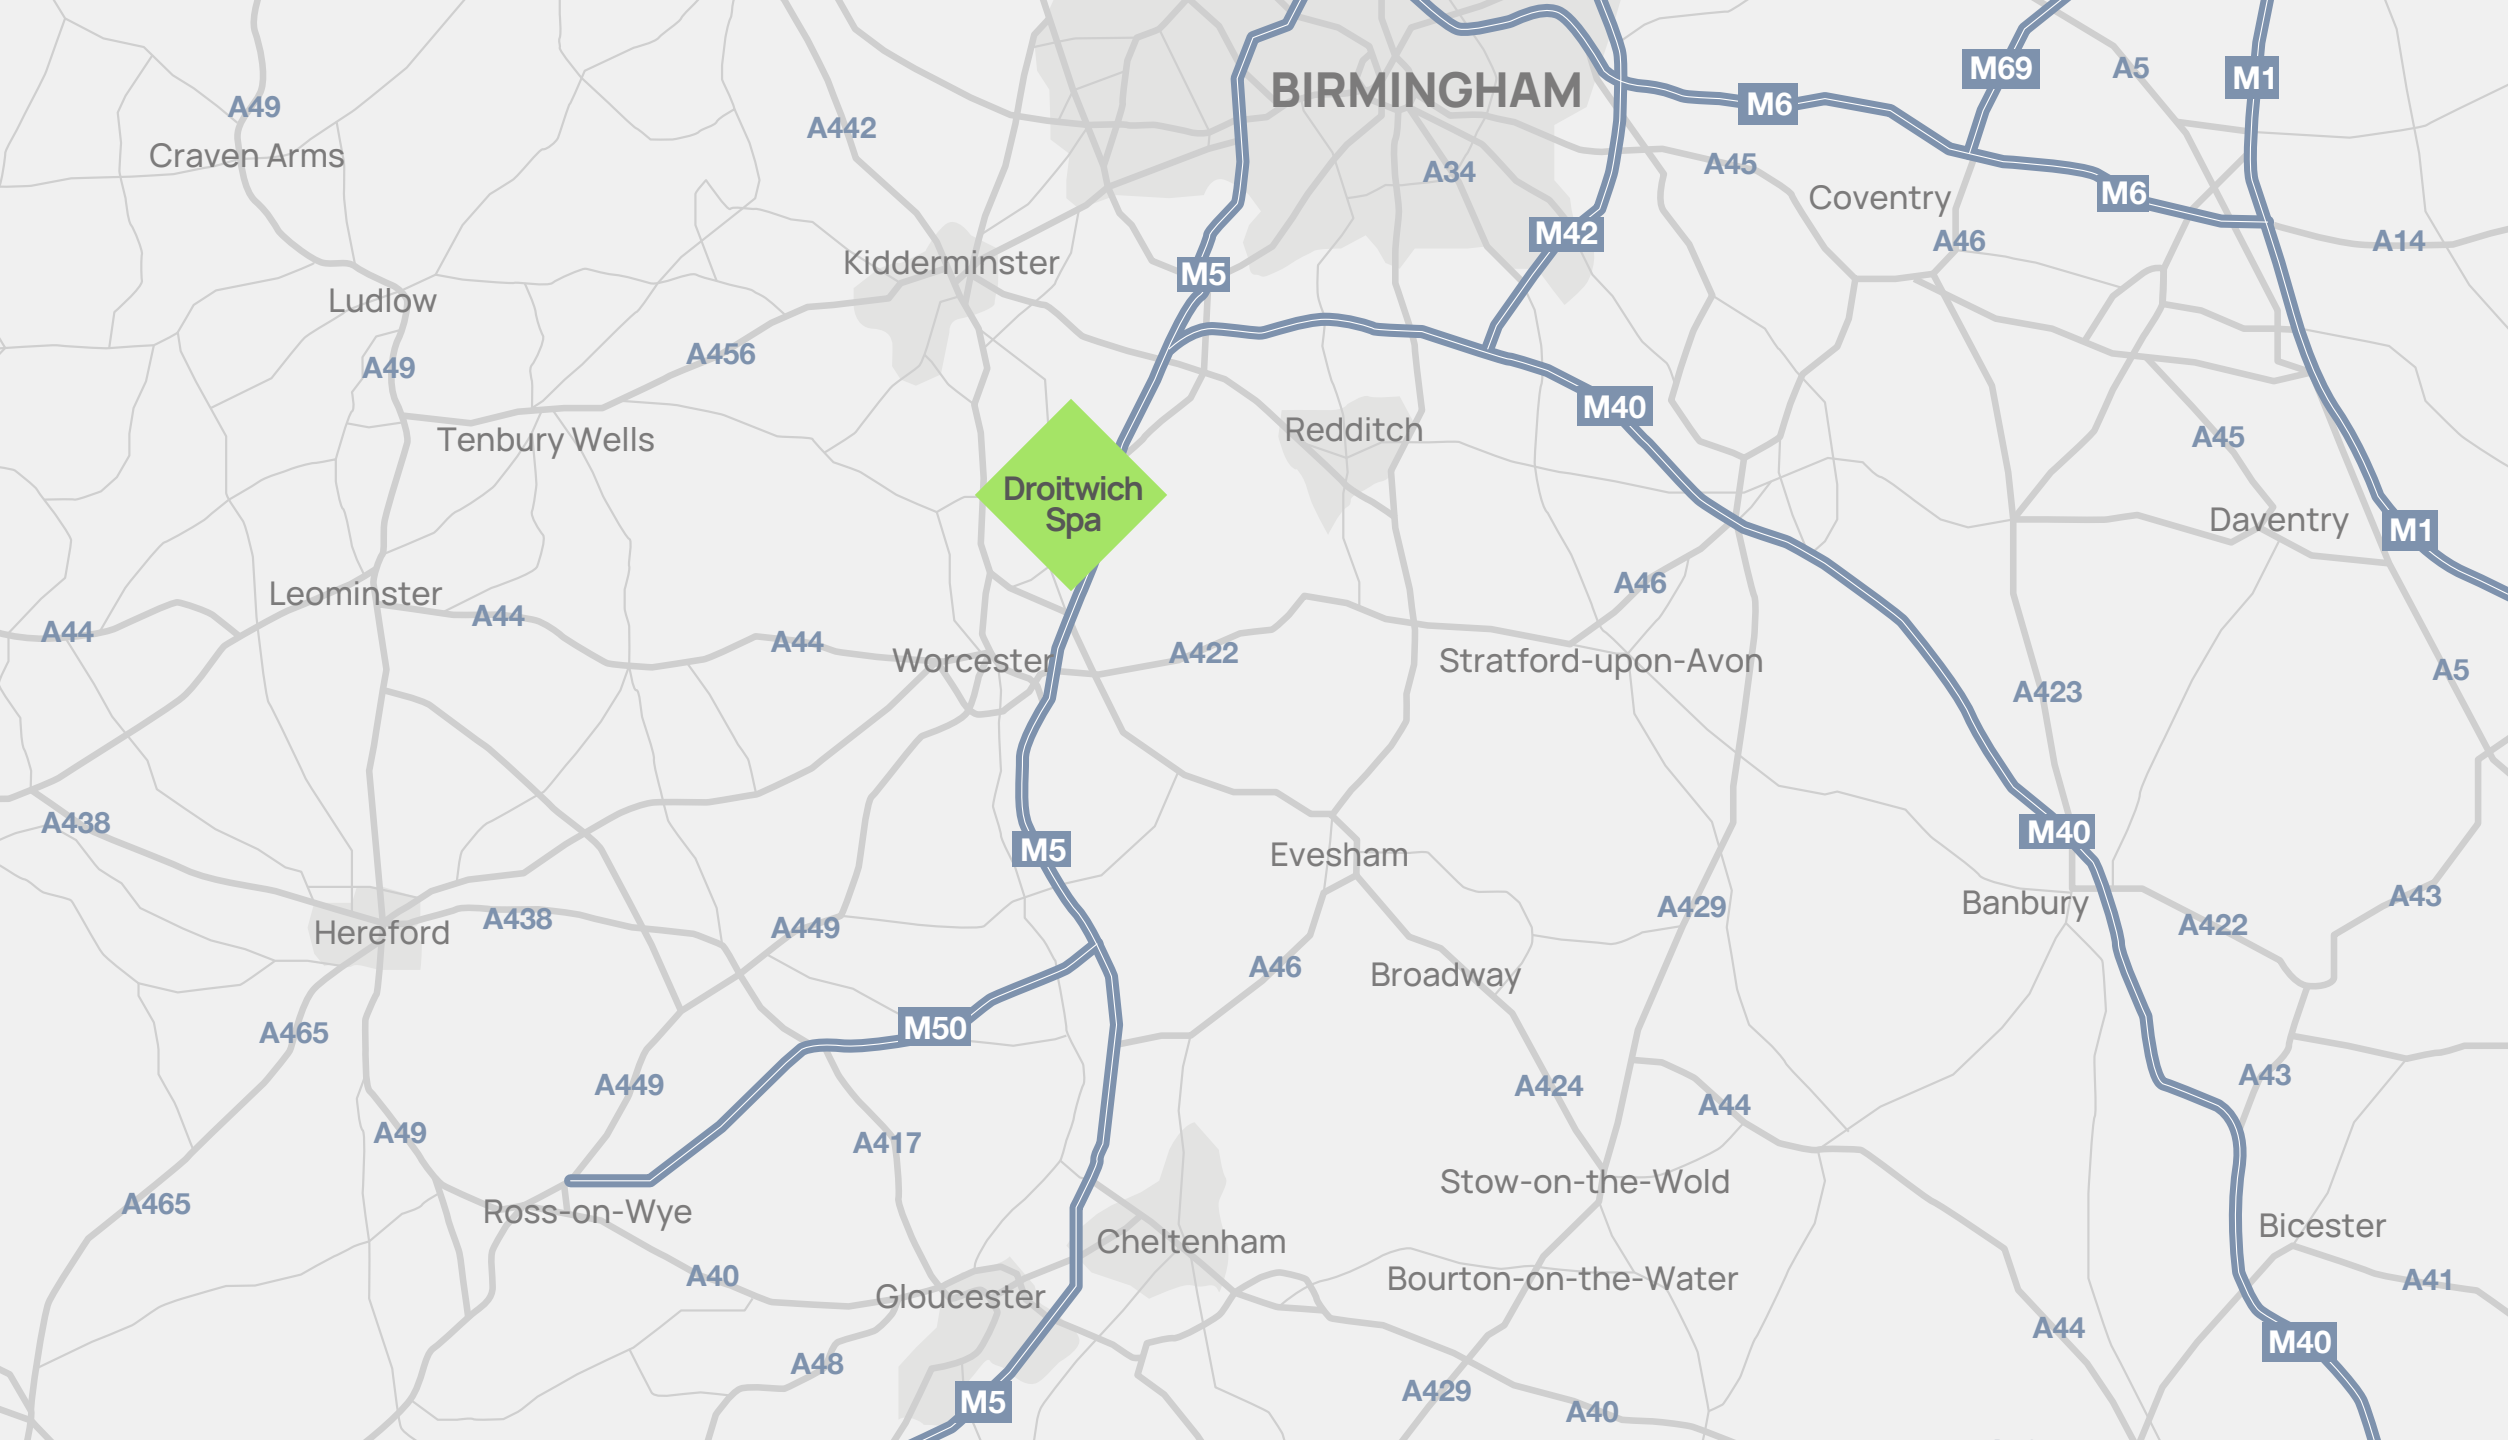 M69
A5
M1
BIRMINGHAM
M6
A49
A442
Craven Arms
A34
A45
Coventry
M6
M42
A46
A14
Kidderminster
M5
Ludlow
A456
A49
M40
Redditch
Tenbury Wells
A45
Droitwich
Spa
Daventry
M1
Leominster
A46
A44
A44
A44
Worcester
A422
Stratford-upon-Avon
A5
A423
A438
M40
M5
Evesham
A43
Banbury
A429
A438
A449
A422
Hereford
A46
Broadway
M50
A465
A43
A449
A424
A44
A49
A417
Stow-on-the-Wold
A465
Ross-on-Wye
Bicester
Cheltenham
A40
Bourton-on-the-Water
A41
Gloucester
A44
M40
A48
A429
M5
A40